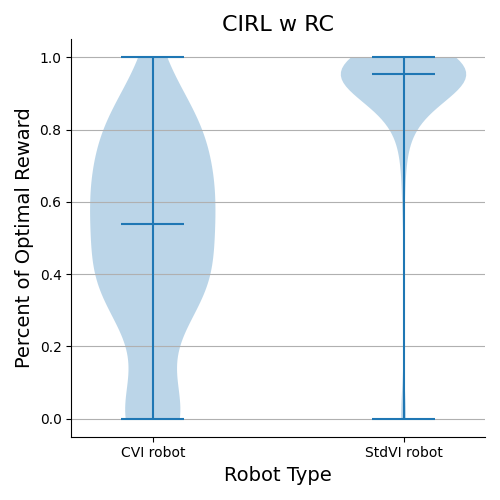 CIRL w RC
Percent of Optimal Reward
1.0
0.8
0.6
0.4
0.2
0.0
CVI robot
StdVI robot
Robot Type